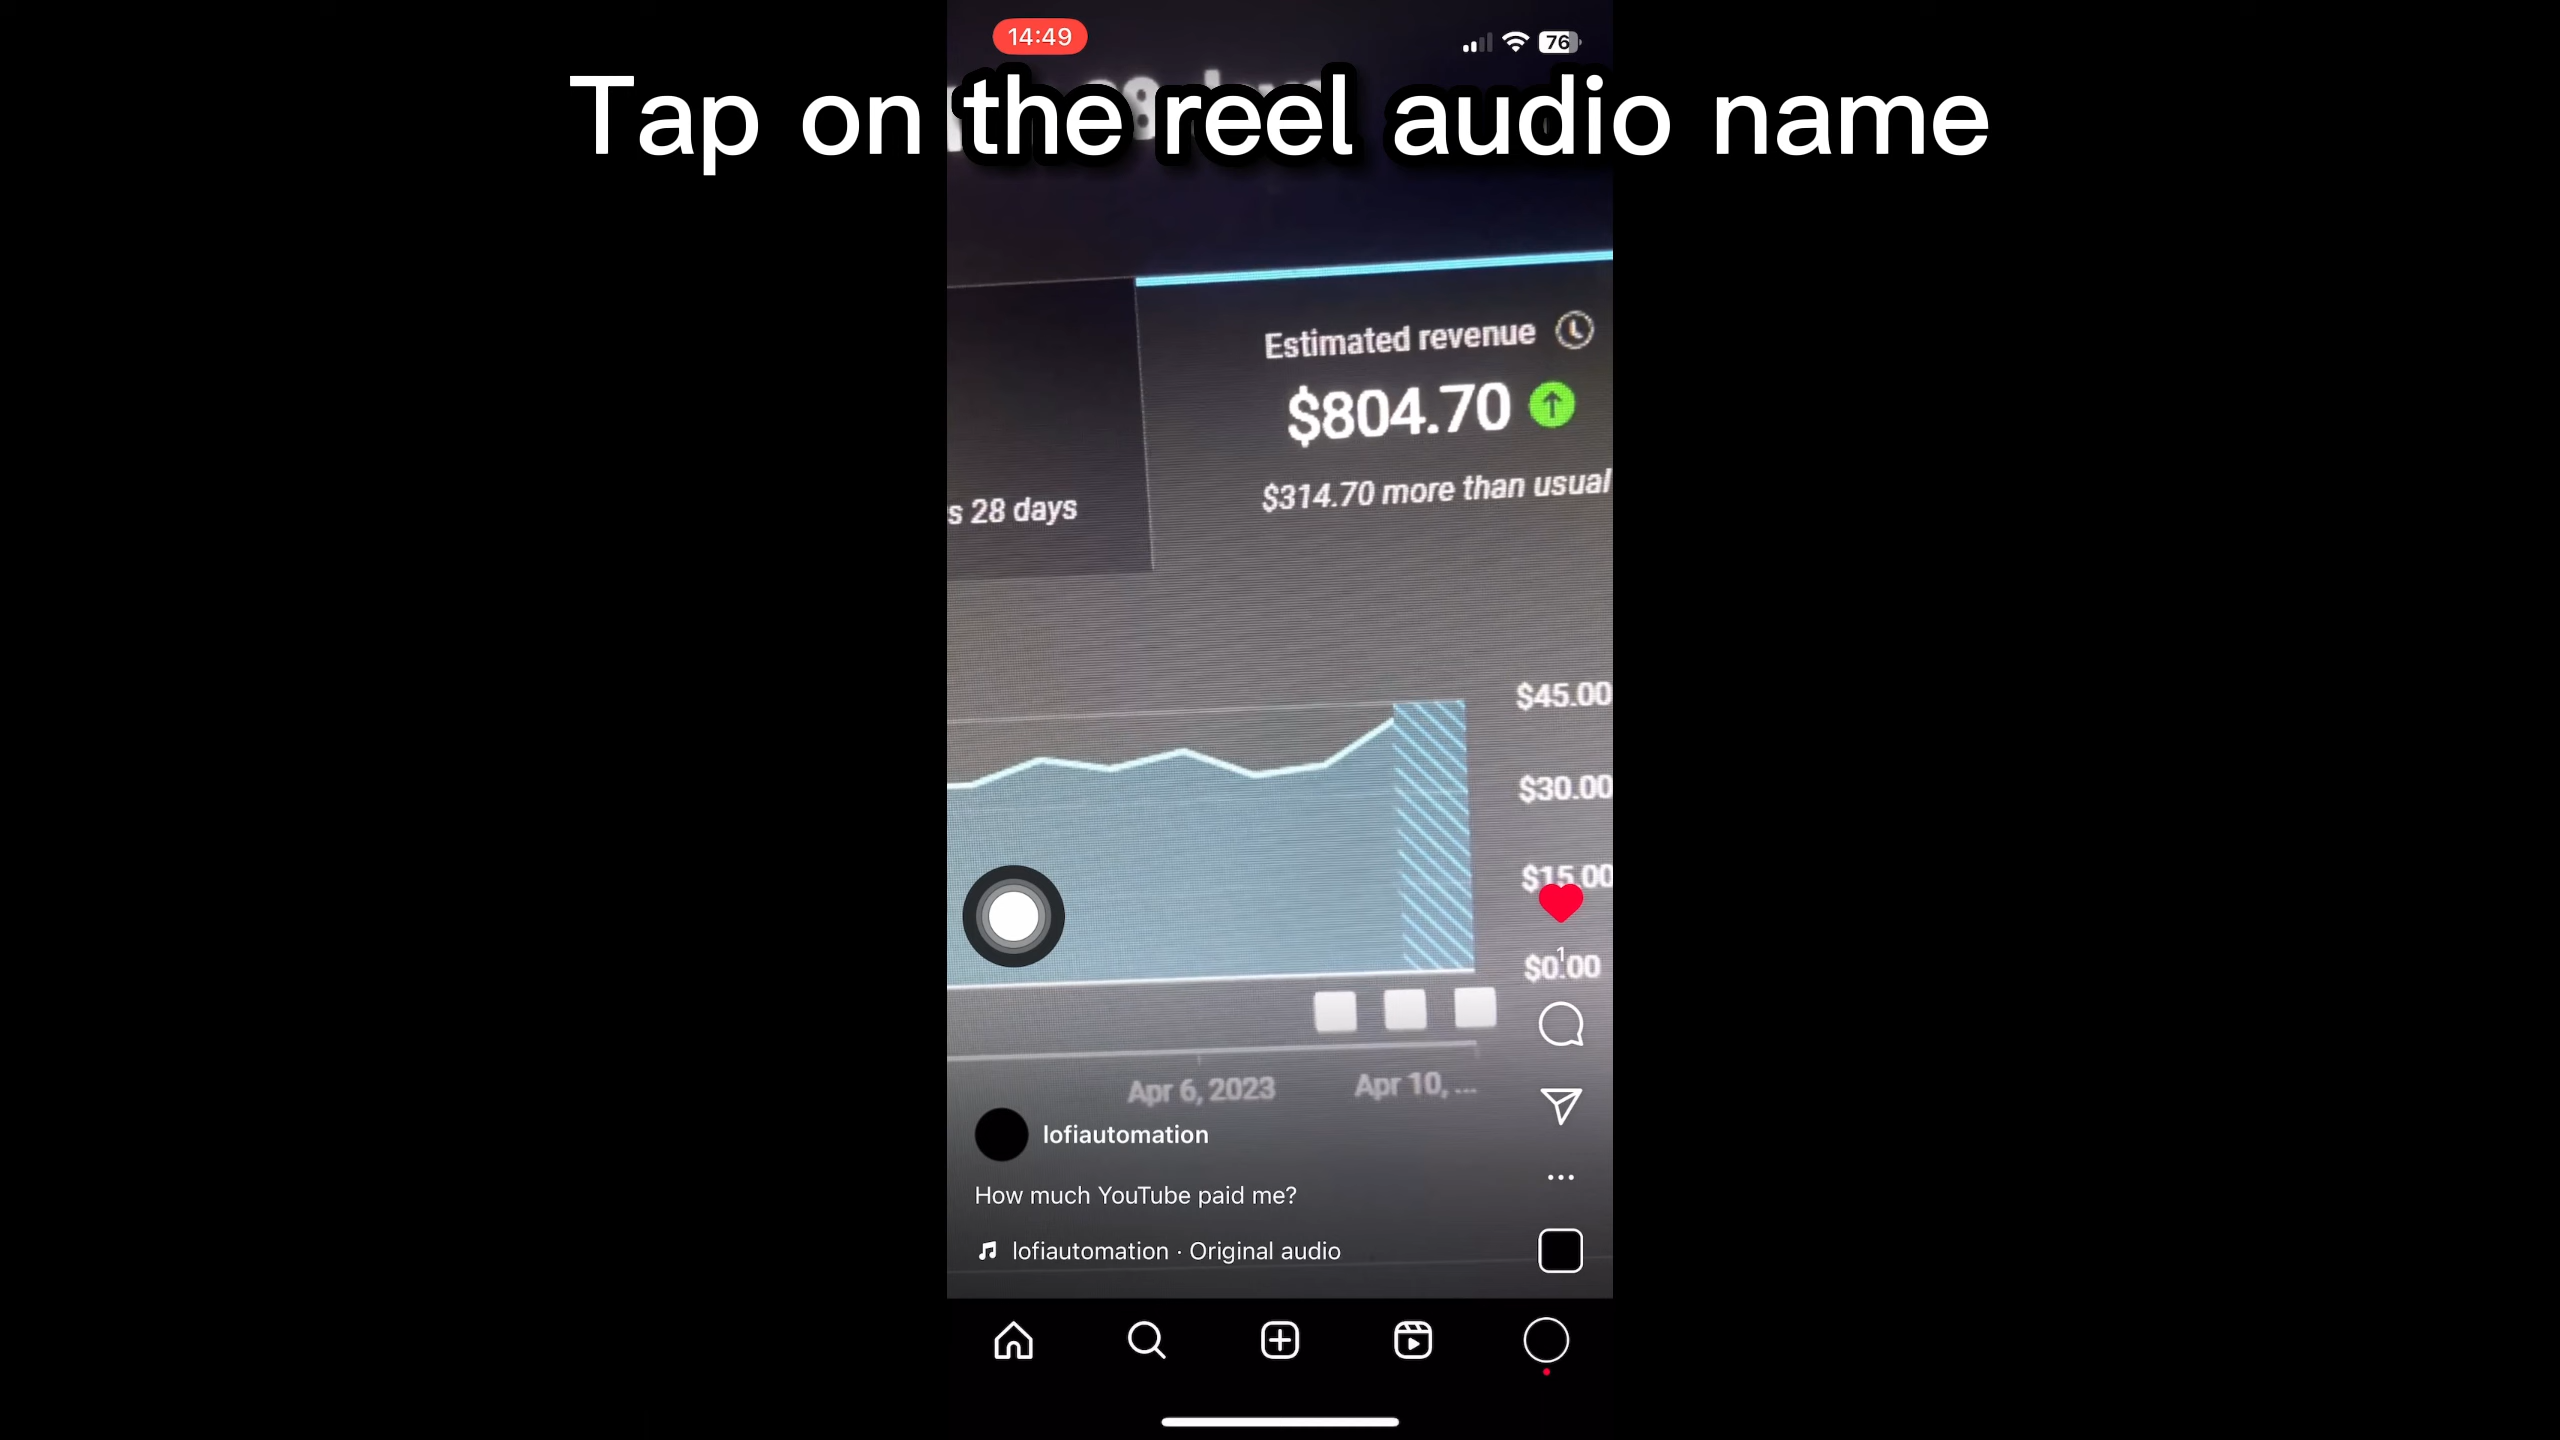 14:49
76
Tap on the reel audio name
Estimated revenue
$804.70
$314.70 more than usual
s 28 days
$45.00
$30.00
$15.00
1
$0.00
Apr 6, 2023
Apr 10, ...
lofiautomation
How much YouTube paid me?
lofiautomation · Original audio